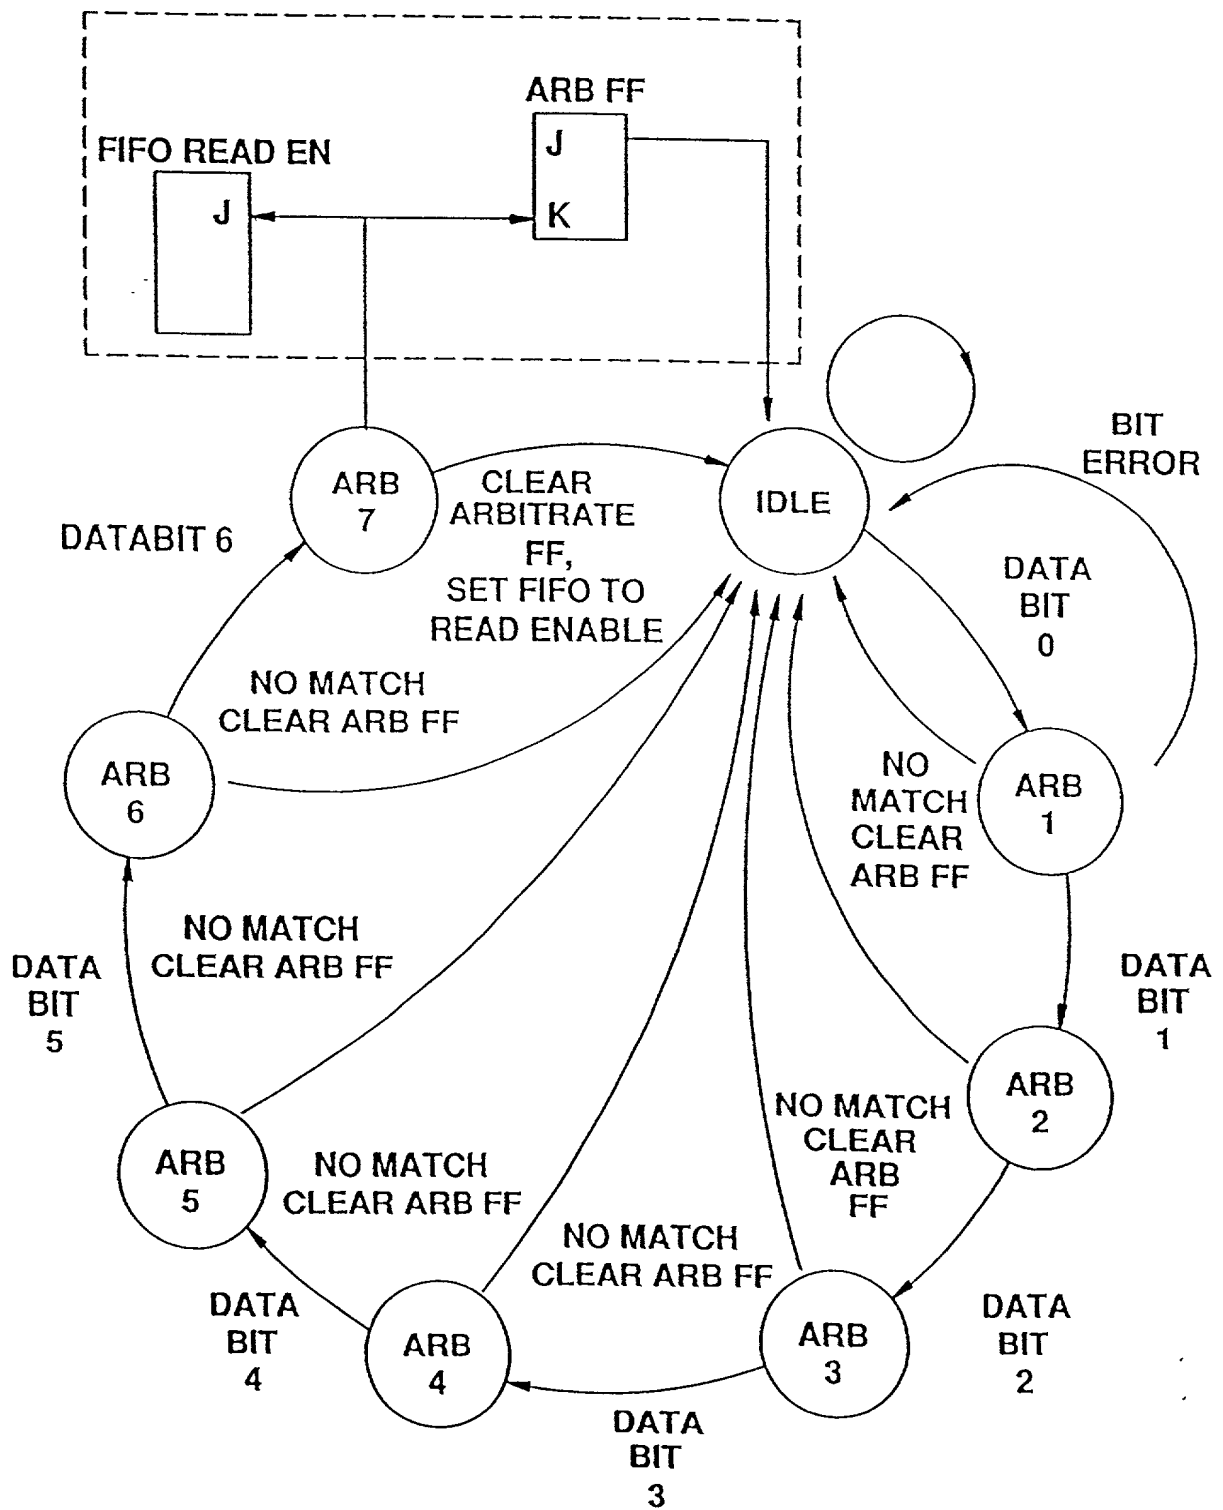 ARB FF
J
K
FIFO READ EN
J
BIT
ERROR
ARB
7
CLEAR
ARBITRATE
FF,
SET FIFO TO
READ ENABLE
IDLE
DATABIT 6
DATA
BIT
0
NO MATCH
CLEAR ARB FF
ARB
6
NO
MATCH
CLEAR
ARB FF
ARB
1
NO MATCH
CLEAR ARB FF
DATA
BIT
5
DATA
BIT
1
ARB
2
NO MATCH
CLEAR
ARB
FF
ARB
5
NO MATCH
CLEAR ARB FF
NO MATCH
CLEAR ARB FF
DATA
BIT
4
ARB
4
ARB
3
DATA
BIT
2
DATA
BIT
3